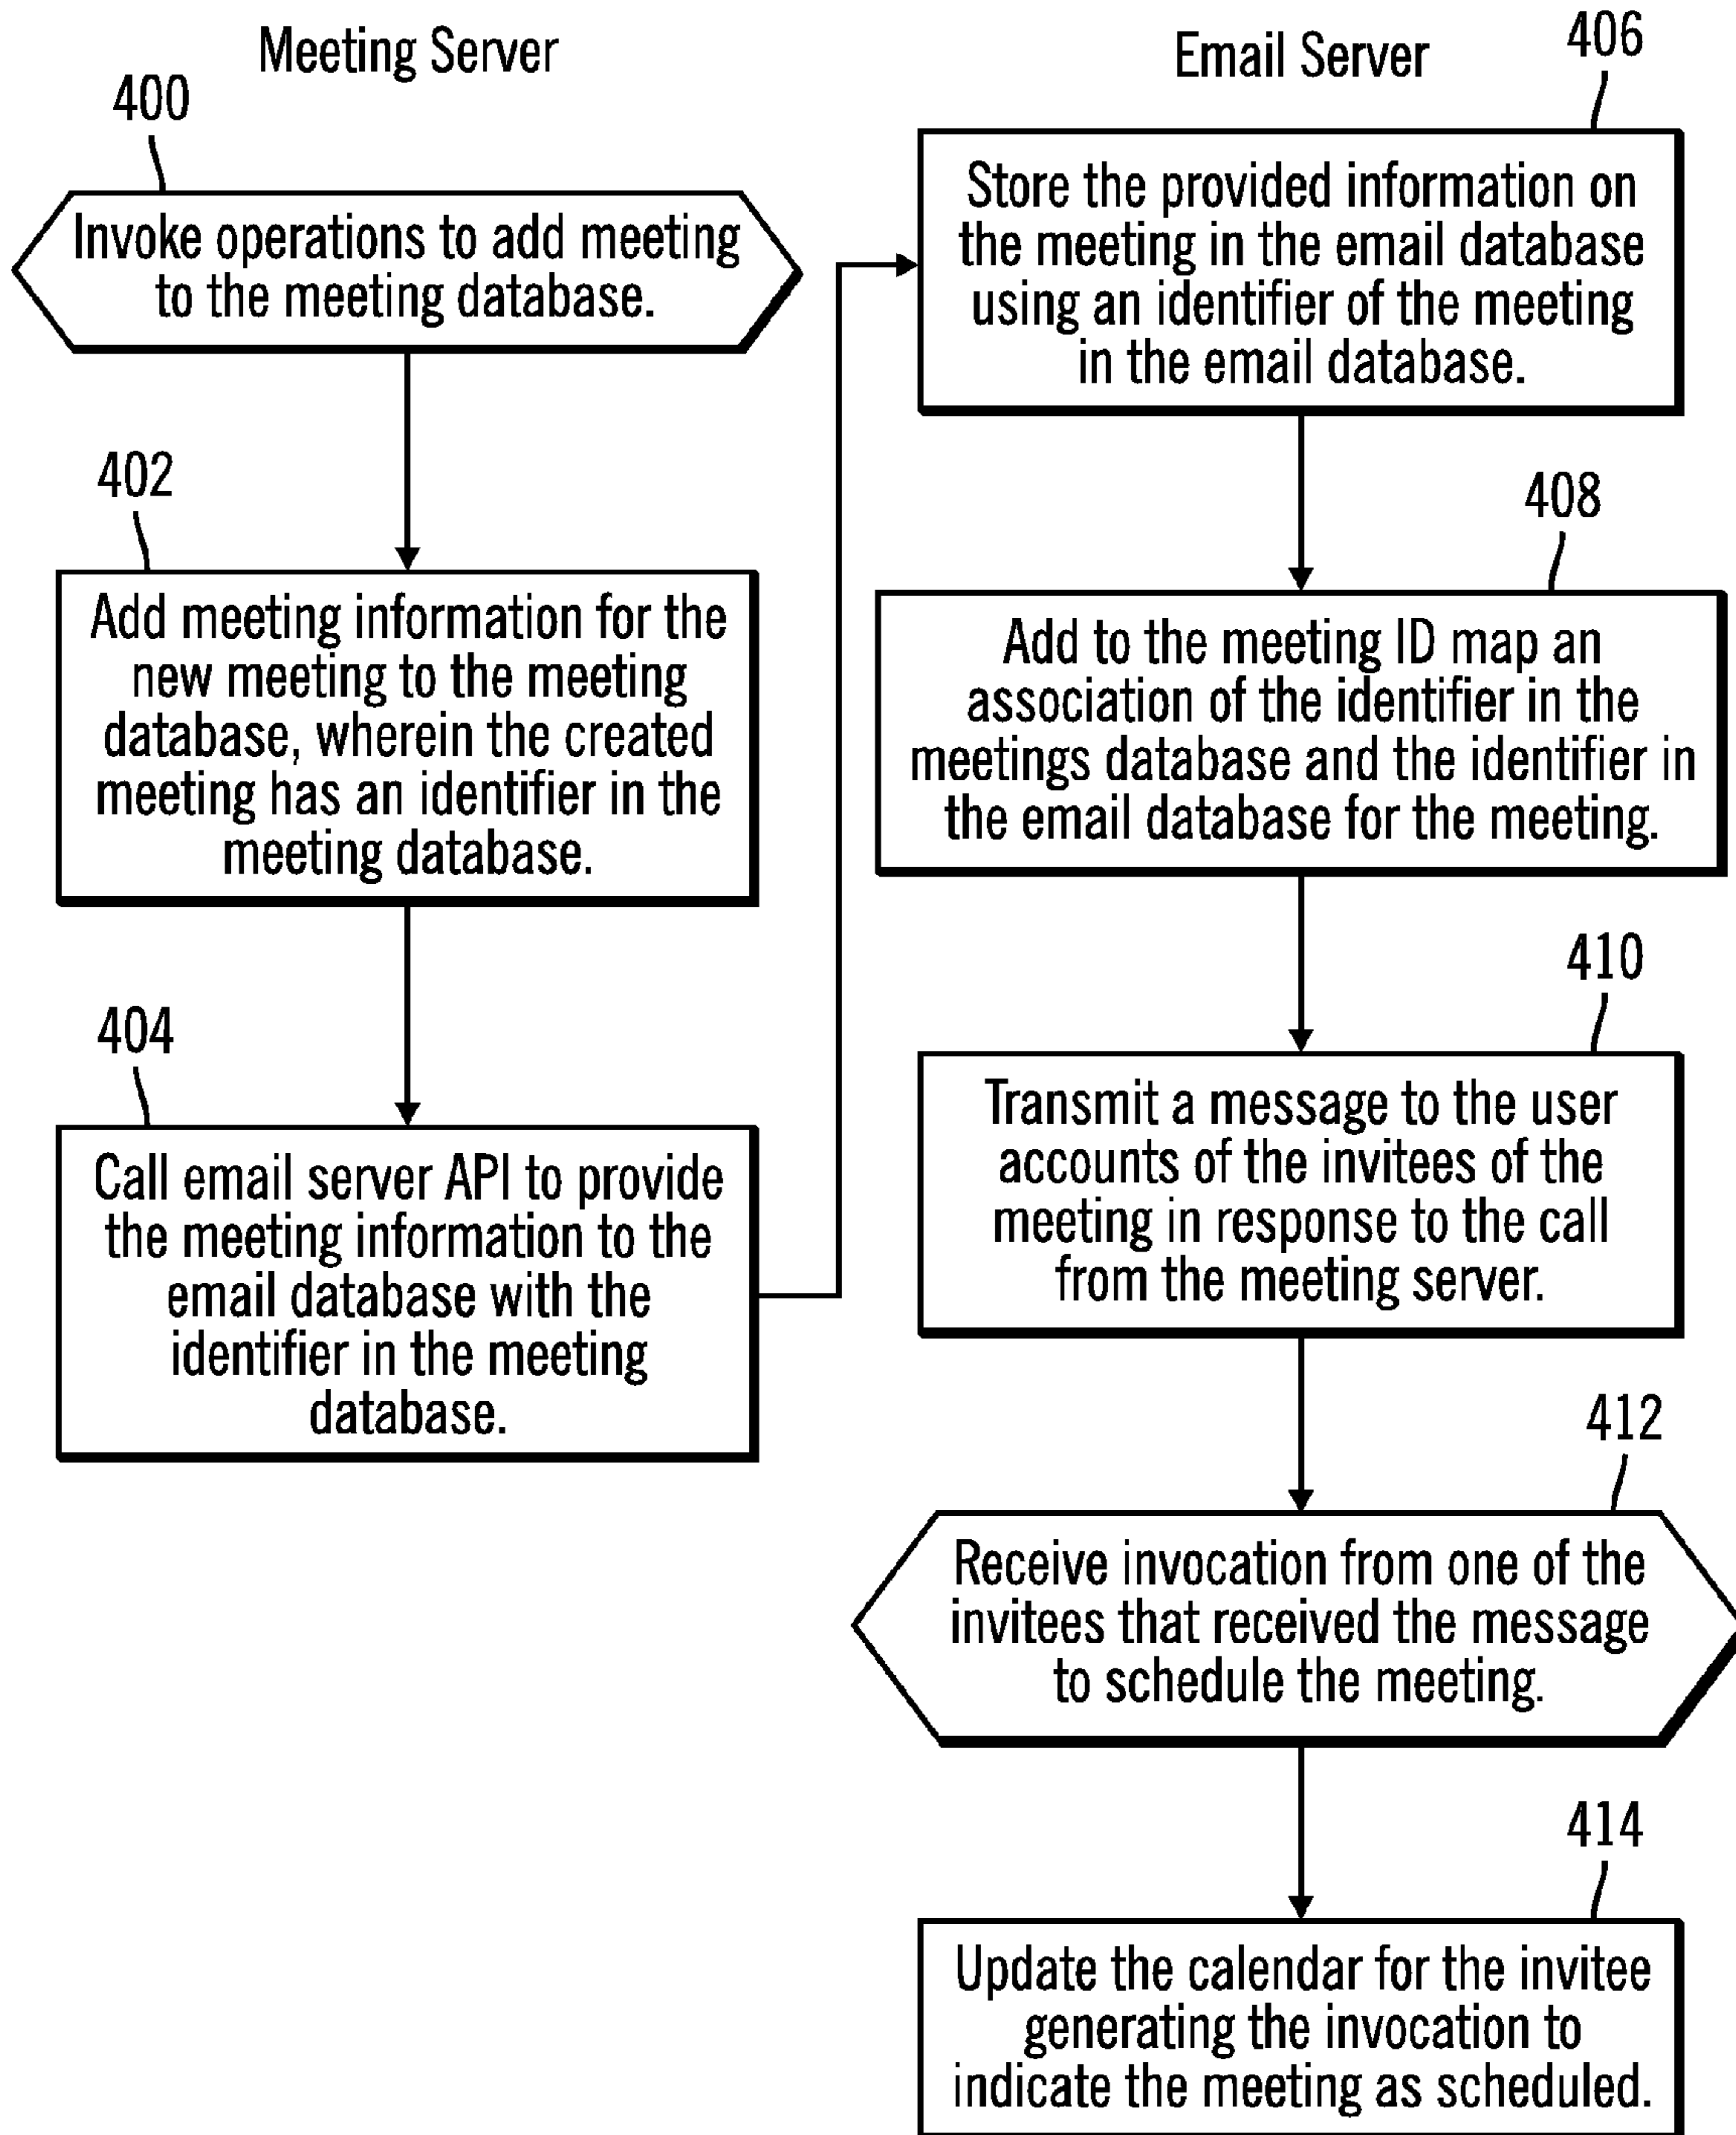 Meeting Server
400
Invoke operations to add meeting
to the meeting database.
402
Add meeting information for the
new meeting to the meeting
database, wherein the created
meeting has an identifier in the
meeting database.
404
Call email server API to provide
the meeting information to the
email database with the
identifier in the meeting
database.
Email Server
406
Store the provided information on
the meeting in the email database
using an identifier of the meeting
in the email database.
408
Add to the meeting ID map an
association of the identifier in the
meetings database and the identifier in
the email database for the meeting.
410
Transmit a message to the user
accounts of the invitees of the
meeting in response to the call
from the meeting server.
412
Receive invocation from one of the
invitees that received the message
to schedule the meeting.
414
Update the calendar for the invitee
generating the invocation to
indicate the meeting as scheduled.